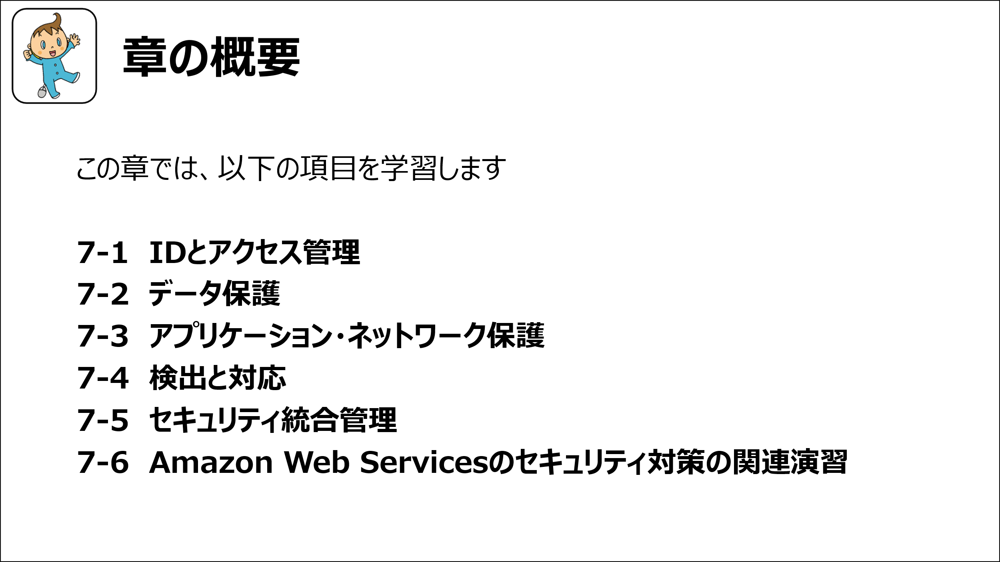 章の概要
この章では、以下の項目を学習します
7-1 IDとアクセス管理
7-2 データ保護
7-3 アプリケーション・ネットワーク保護
7-4 検出と対応
7-5 セキュリティ統合管理
7-6 Amazon Web Servicesのセキュリティ対策の関連演習